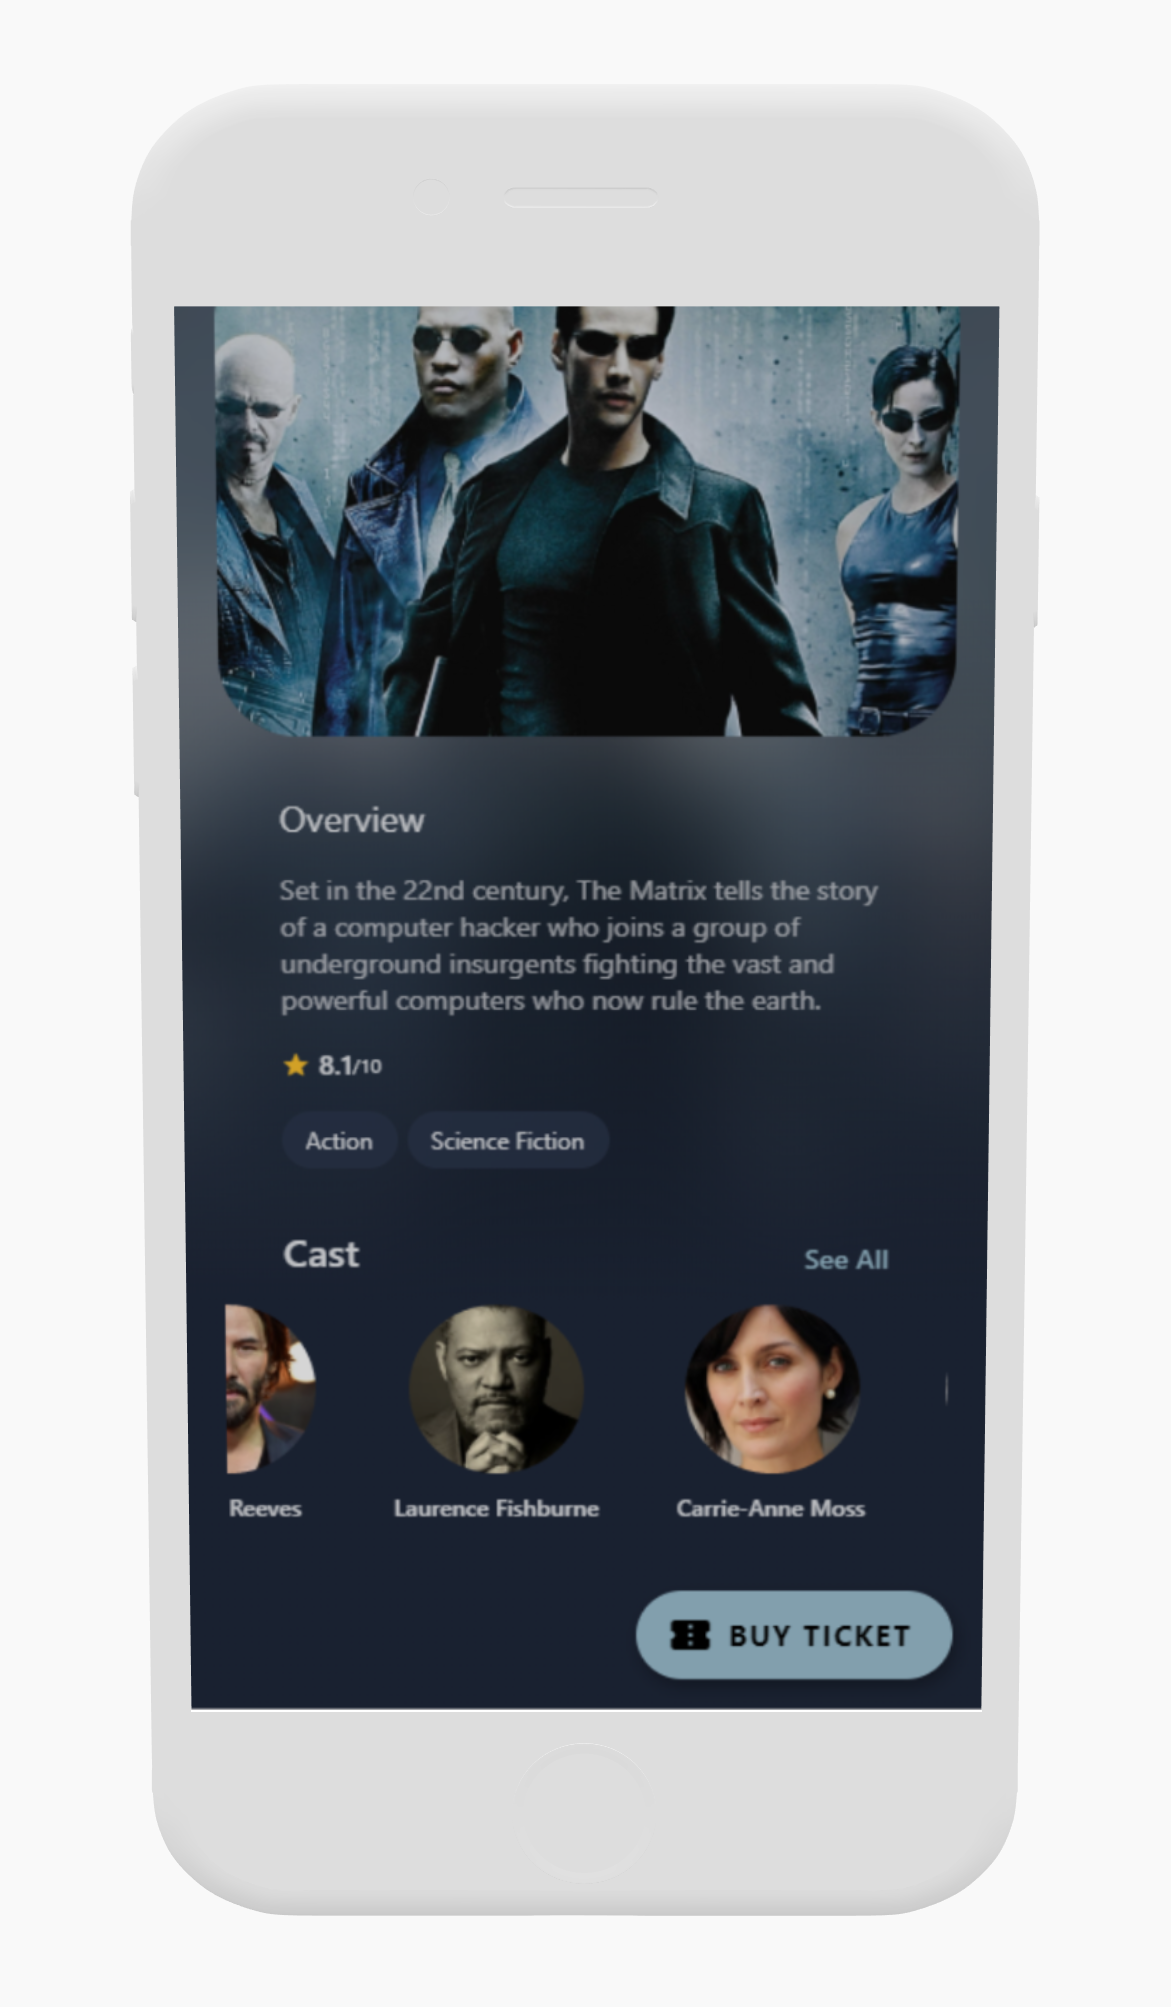 Overview
Set in the 22nd century, The Matrix tells the story
of a computer hacker who joins a group of
underground insurgents fighting the vast and
powerful computers who now rule the earth.
8.1/10
Action Science Fiction
Cast See All
Reeves Laurence Fishburne Carrie-Anne Moss
BUY TICKET